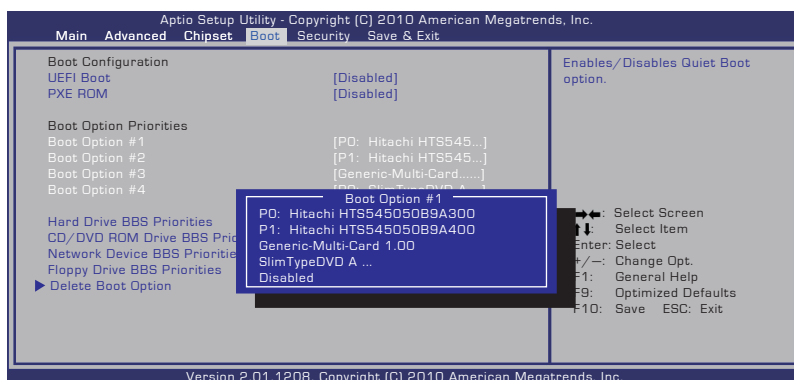 Aptio Setup Utility - Copyright (C) 2010 American Megatrends, Inc.
Main Advanced Chipset Boot Security Save & Exit
Boot Configuration
UEFI Boot [Disabled]
PXE ROM [Disabled]
Boot Option Priorities
Boot Option #1 [P0: Hitachi HTS545...]
Boot Option #2 [P1: Hitachi HTS545...]
Boot Option #3 [Generic-Multi-Card......]
Boot Option #4
Hard Drive BBS Priorities
CD/DVD ROM Drive BBS Prio
Network Device BBS Prioritie
Floppy Drive BBS Priorities
Delete Boot Option
Boot Option #1
P0: Hitachi HTS545050B9A300
P1: Hitachi HTS545050B9A400
Generic-Multi-Card 1.00
SlimTypeDVD A ...
Disabled
Enables/Disables Quiet Boot
option.
→←: Select Screen
↑↓: Select Item
Enter: Select
+/—: Change Opt.
F1: General Help
F9: Optimized Defaults
F10: Save ESC: Exit
Version 2.01.1208. Copyright (C) 2010 American Megatrends, Inc.